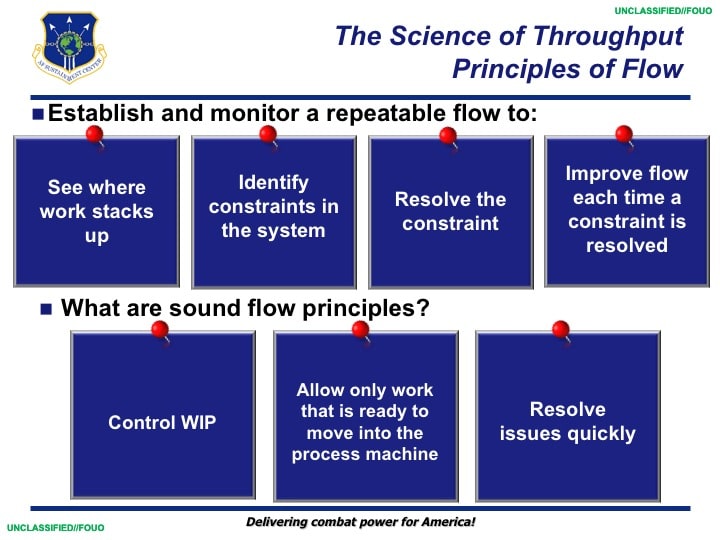 UNCLASSIFIED//FOUO
AF SUSTAINMENT CENTER
The Science of Throughput
Principles of Flow
Establish and monitor a repeatable flow to:
See where
work stacks
up
Identify
constraints in
the system
Resolve the
constraint
Improve flow
each time a
constraint is
resolved
What are sound flow principles?
Control WIP
Allow only work
that is ready to
move into the
process machine
Resolve
issues quickly
Delivering combat power for America!
UNCLASSIFIED//FOUO